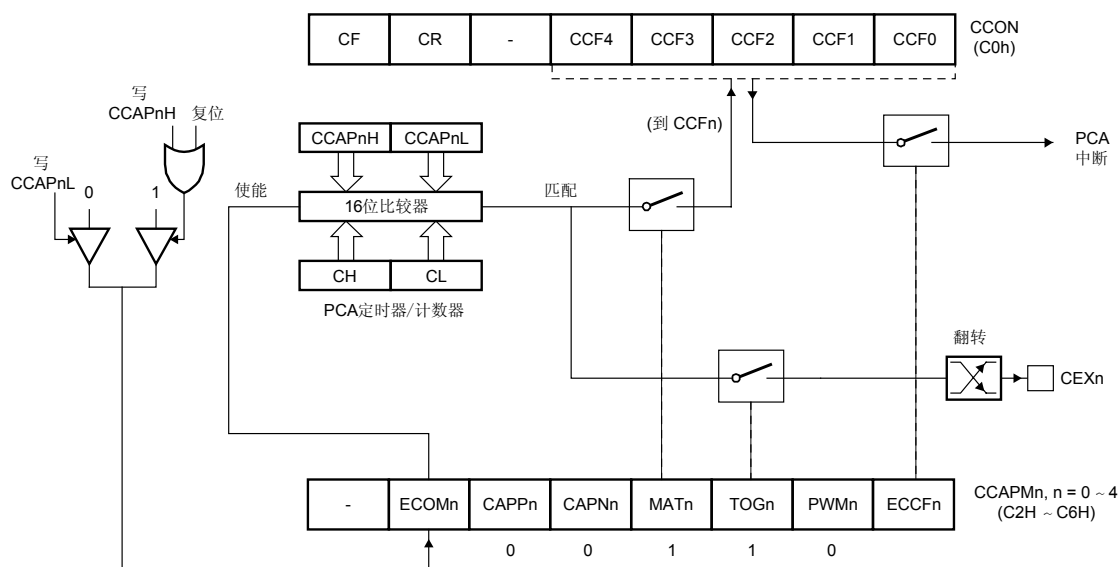 CF CR - CCF4 CCF3 CCF2 CCF1 CCF0
CCON
(C0h)
写
CCAPnH
复位
写
CCAPnL
0
1
CCAPnH CCAPnL
(到 CCFn)
PCA
中断
使能
16位比较器
匹配
CH CL
PCA定时器/计数器
翻转
CEXn
- ECOMn CAPPn CAPNn MATn TOGn PWMn ECCFn
CCAPMn, n = 0 ~ 4
(C2H ~ C6H)
0 0 1 1 0